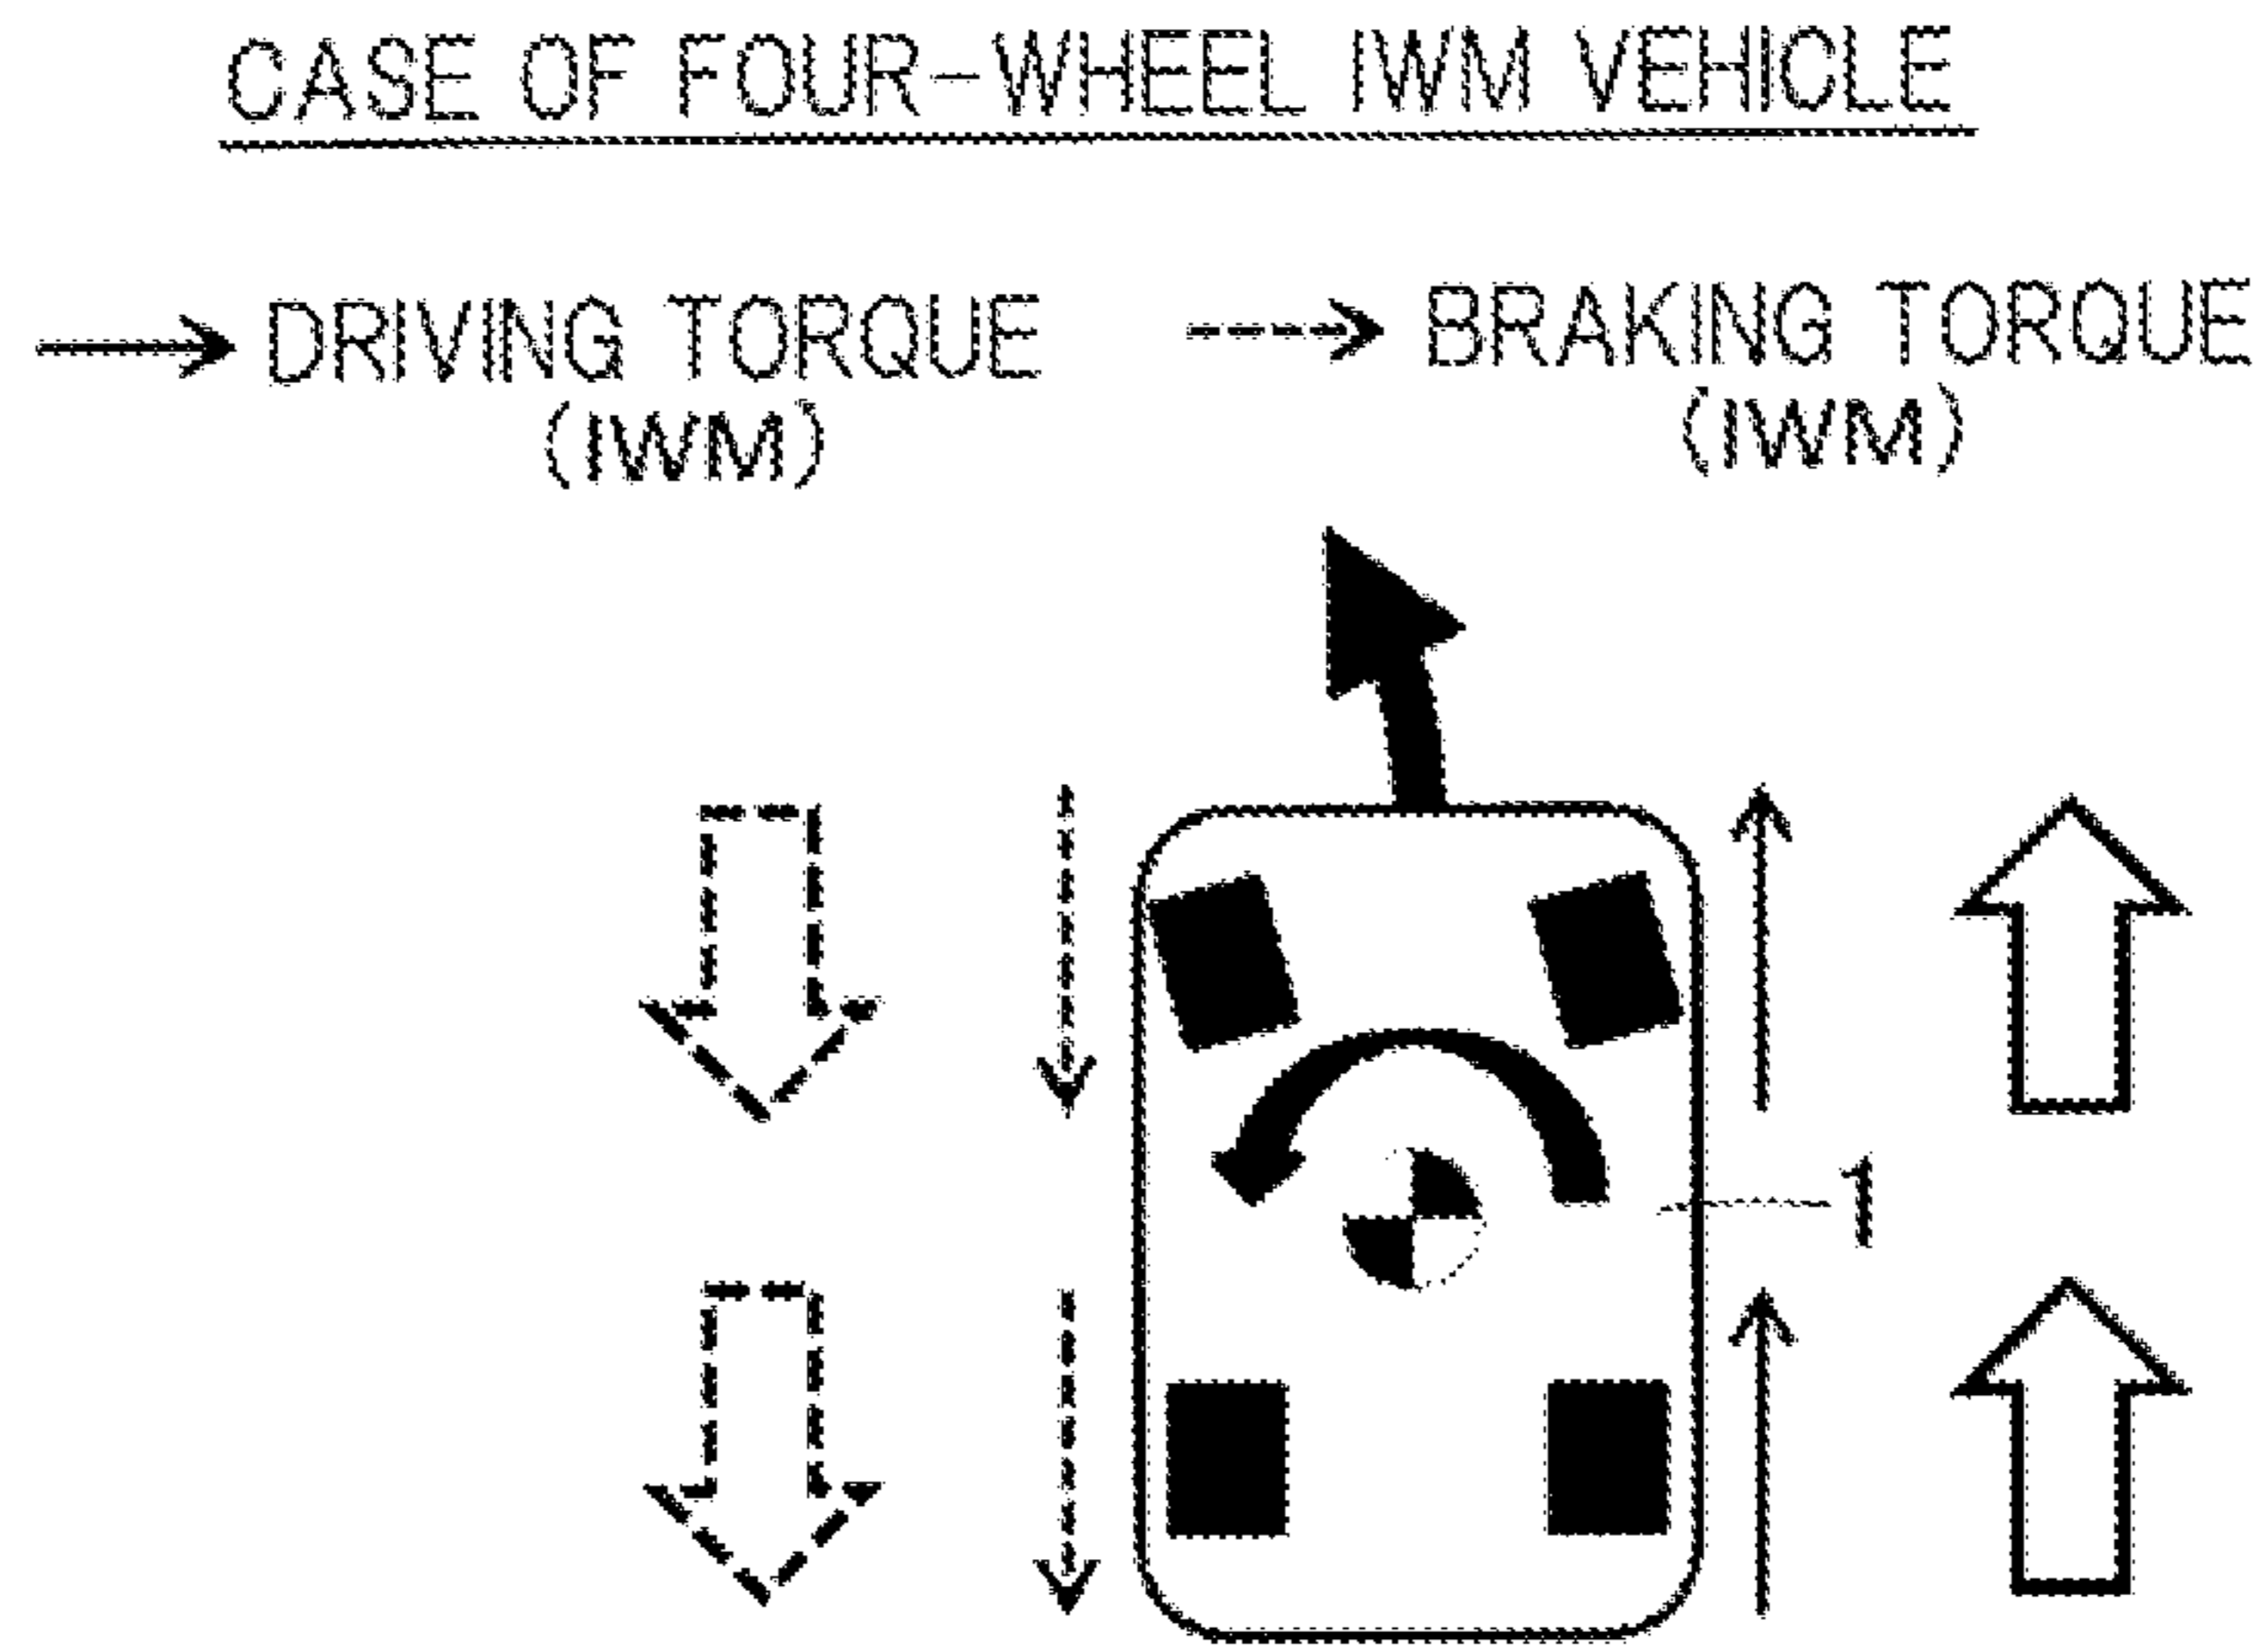 CASE OF FOUR-WHEEL IWM VEHICLE
DRIVING TORQUE
(IWM)
BRAKING TORQUE
(IWM)
1